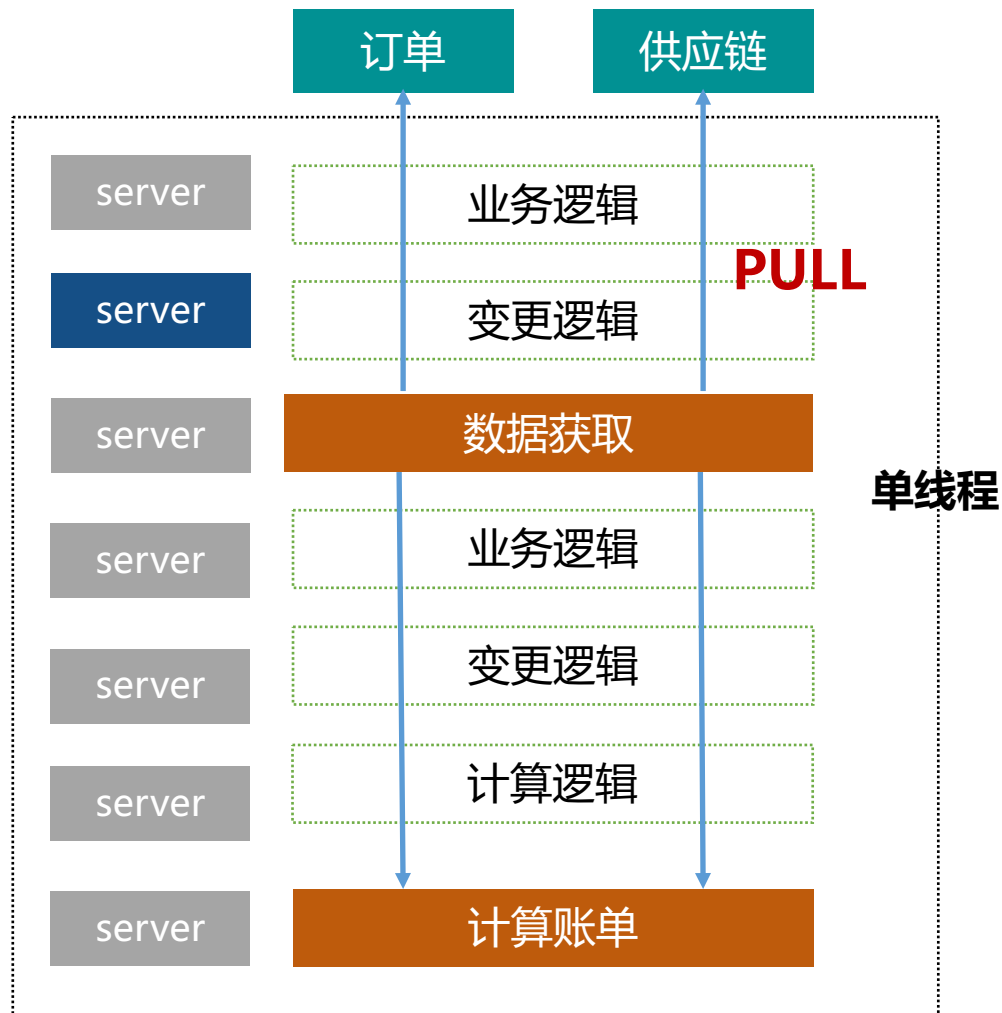 订单
供应链
server
业务逻辑
PULL
server
变更逻辑
server
数据获取
单线程
server
业务逻辑
server
变更逻辑
server
计算逻辑
server
计算账单